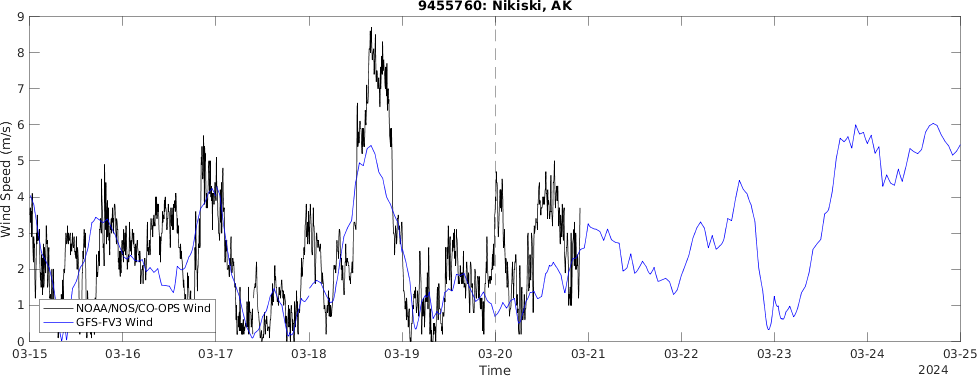 9455760: Nikiski, AK
9
8
7
6
5
4
3
2
1
0
Wind Speed (m/s)
NOAA/NOS/CO-OPS Wind
GFS-FV3 Wind
03-15 03-16 03-17 03-18 03-19 03-20 03-21 03-22 03-23 03-24 03-25
Time
2024